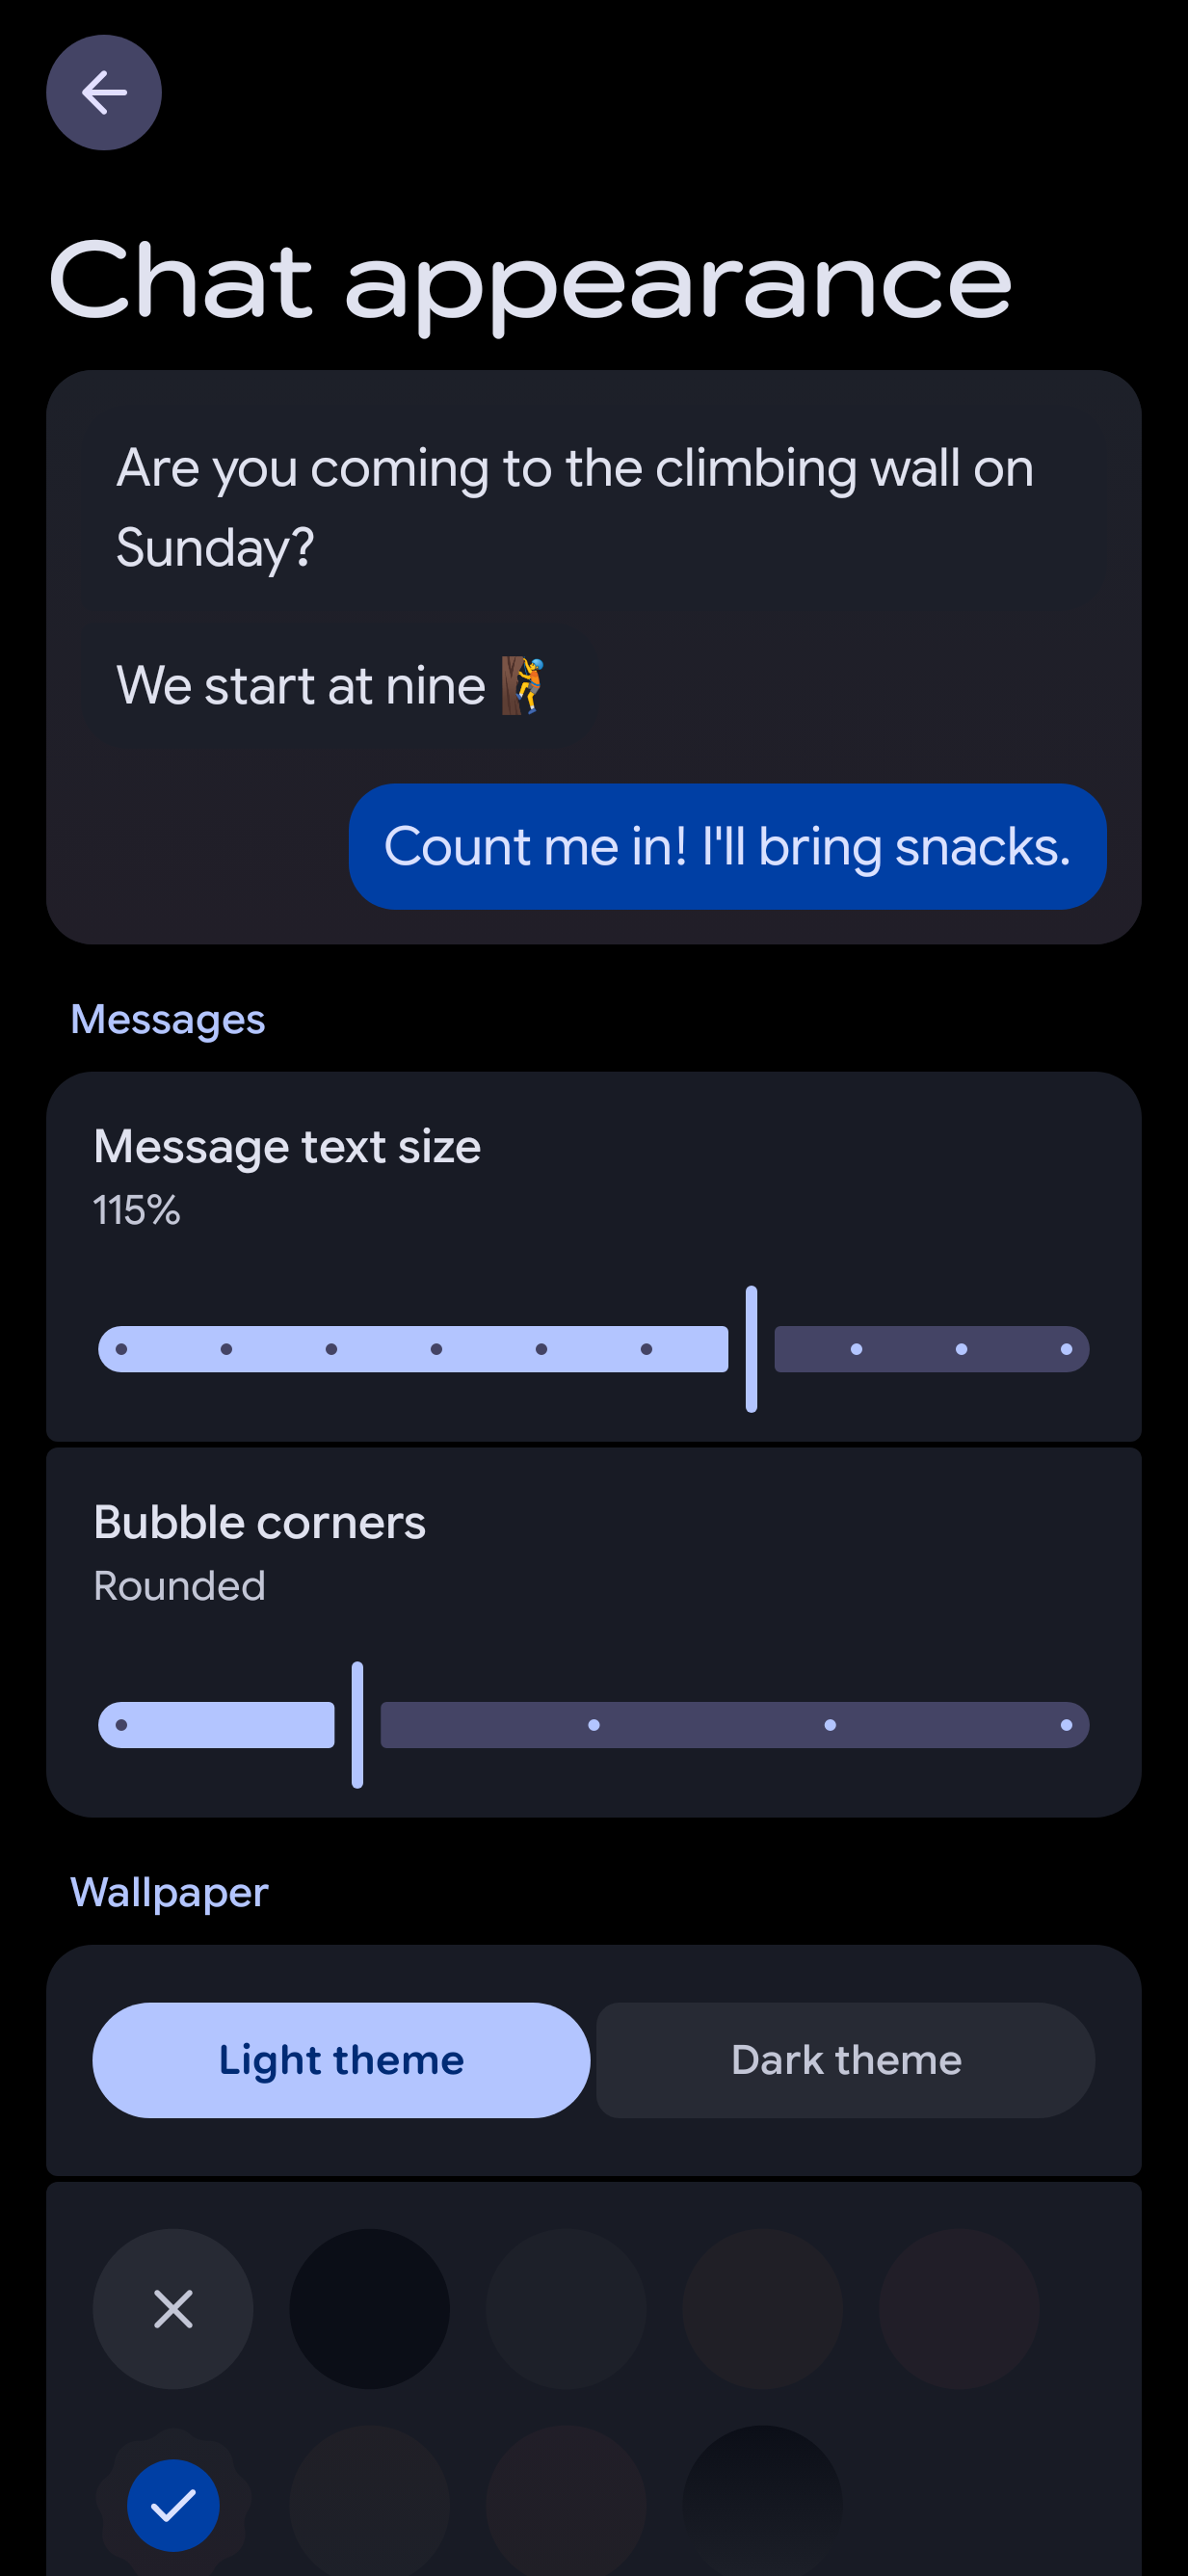 Chat appearance
Are you coming to the climbing wall on
Sunday?
We start at nine 🧗
Count me in! I'll bring snacks.
Messages
Message text size
115%
Bubble corners
Rounded
Wallpaper
Light theme
Dark theme